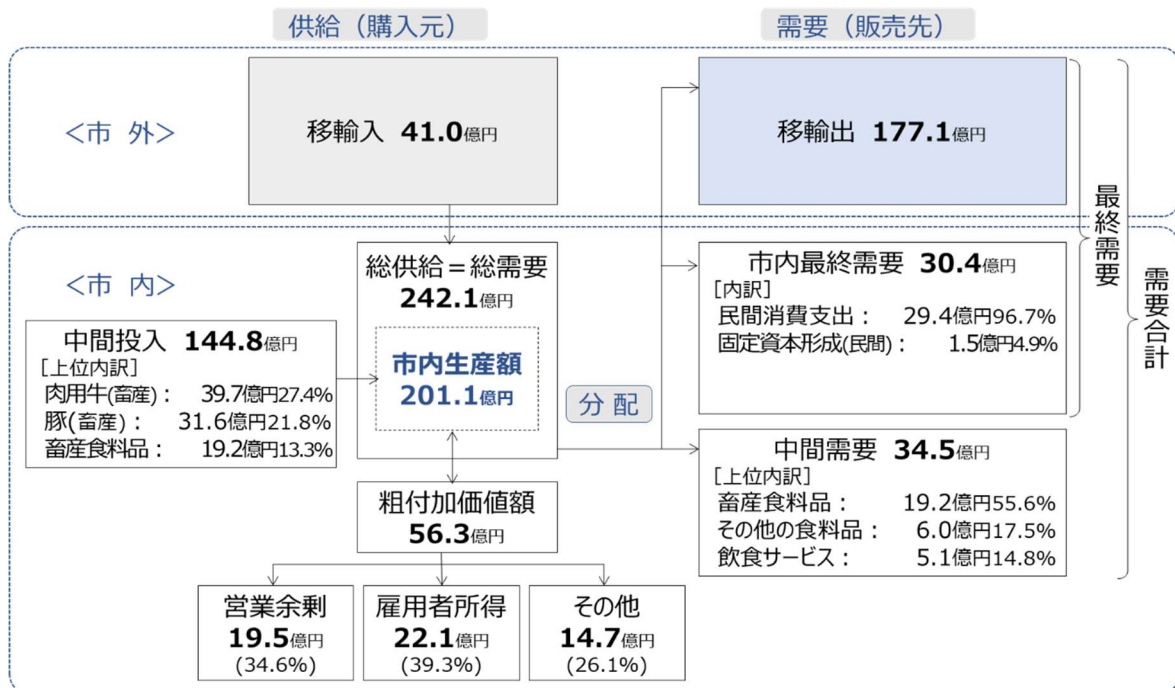 供給（購入元）
需要（販売先）
＜市 外＞
移輸入 41.0億円
移輸出 177.1億円
最終需要
需要合計
＜市 内＞
総供給＝総需要
242.1億円
市内生産額
201.1億円
中間投入 144.8億円
[上位内訳]
肉用牛(畜産)： 39.7億円27.4%
豚(畜産)： 31.6億円21.8%
畜産食料品： 19.2億円13.3%
分配
市内最終需要 30.4億円
[内訳]
民間消費支出： 29.4億円96.7%
固定資本形成(民間)： 1.5億円4.9%
中間需要 34.5億円
[上位内訳]
畜産食料品： 19.2億円55.6%
その他の食料品： 6.0億円17.5%
飲食サービス： 5.1億円14.8%
粗付加価値額
56.3億円
営業余剰
19.5億円
(34.6%)
雇用者所得
22.1億円
(39.3%)
その他
14.7億円
(26.1%)